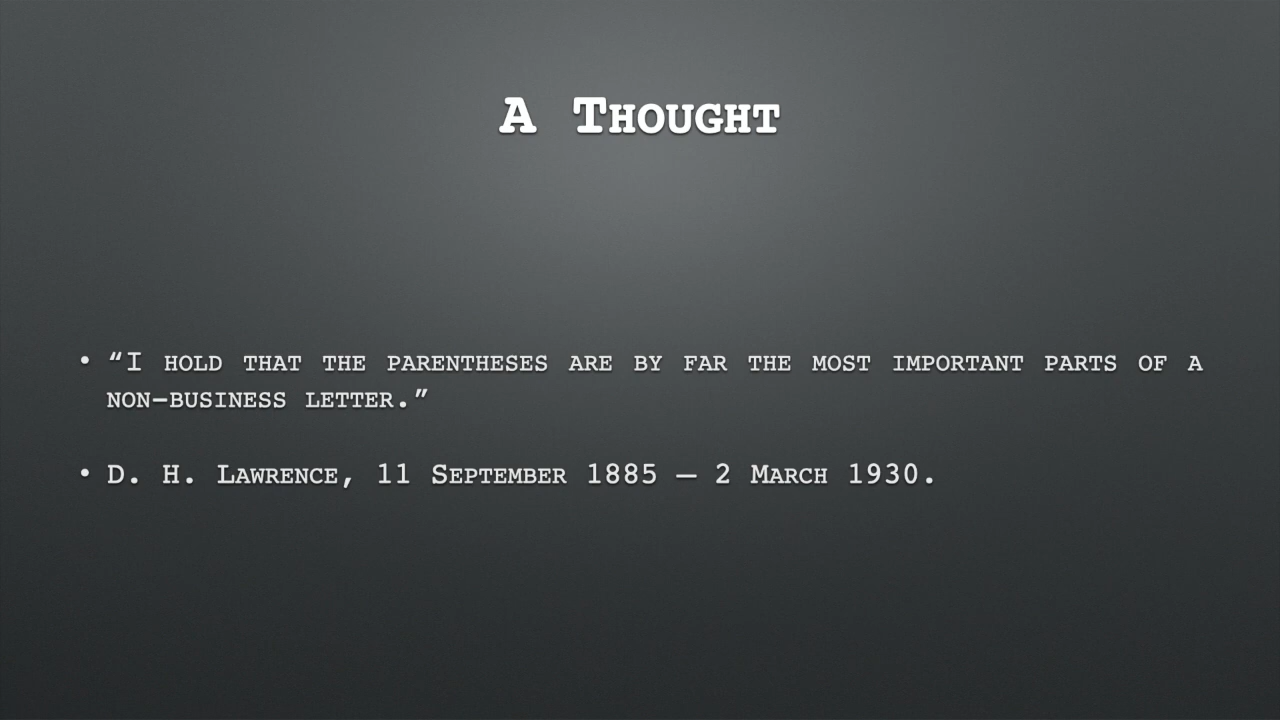 A Thought
• “I hold that the parentheses are by far the most important parts of a
non-business letter.”
• D. H. Lawrence, 11 September 1885 – 2 March 1930.